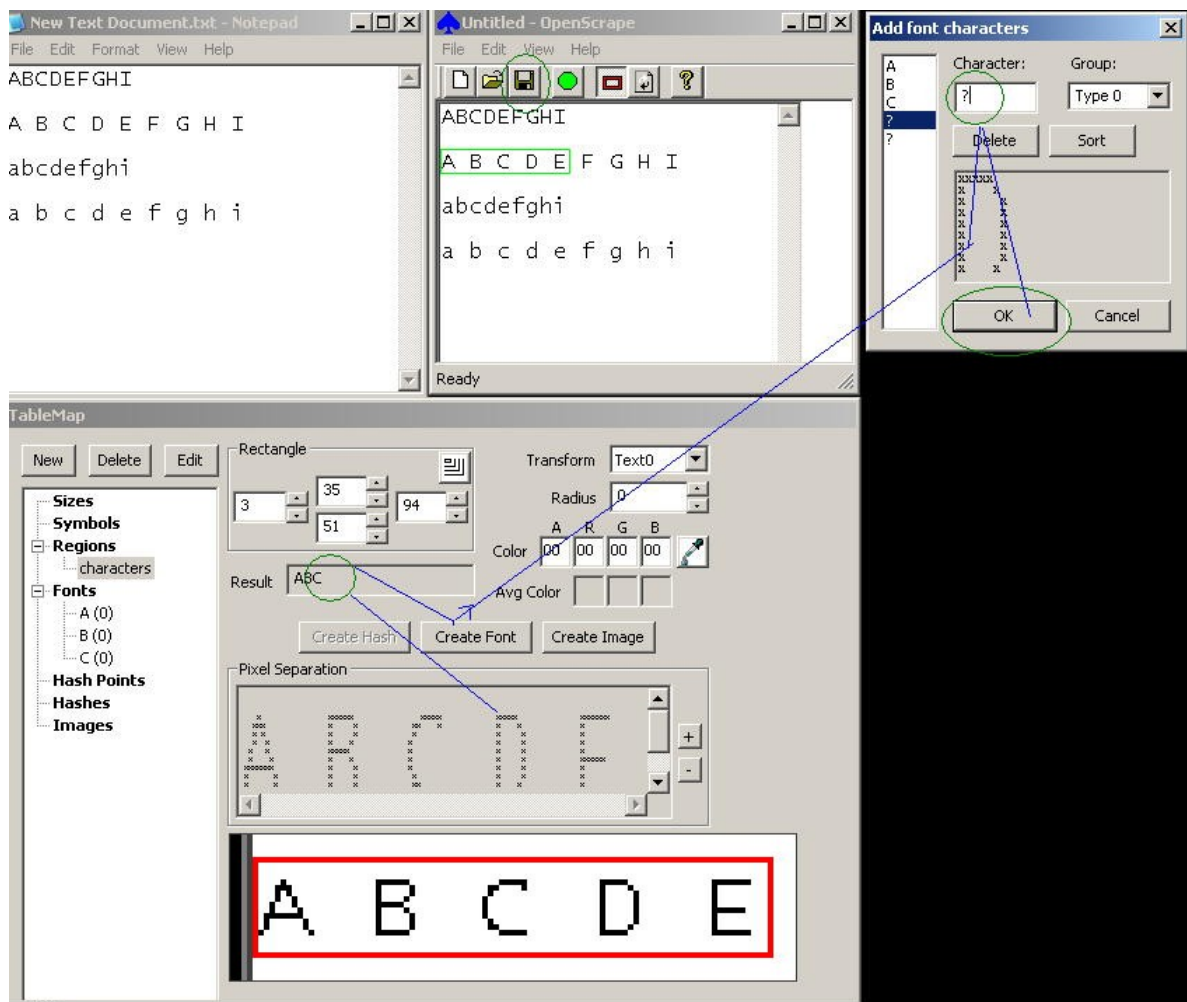 New Text Document.txt - Notepad
File Edit Format View Help
ABCDEFGHI
A B C D E F G H I
abcdefghi
a b c d e f g h i
Untitled - OpenScrape
File Edit View Help
ABCDEFGHI
A B C D E F G H I
abcdefghi
a b c d e f g h i
Ready
Add font characters
A
B
C
?
?
Character: Group:
?
Type 0
Delete Sort
OK Cancel
TableMap
New Delete Edit
Sizes
Symbols
Regions
characters
Fonts
A (0)
B (0)
C (0)
Hash Points
Hashes
Images
Rectangle
3
35
51
94
Transform Text0
Radius 0
A R G B
Color 00 00 00 00
Result ABC
Avg Color
Create Hash Create Font Create Image
Pixel Separation
+
-
A B C D E